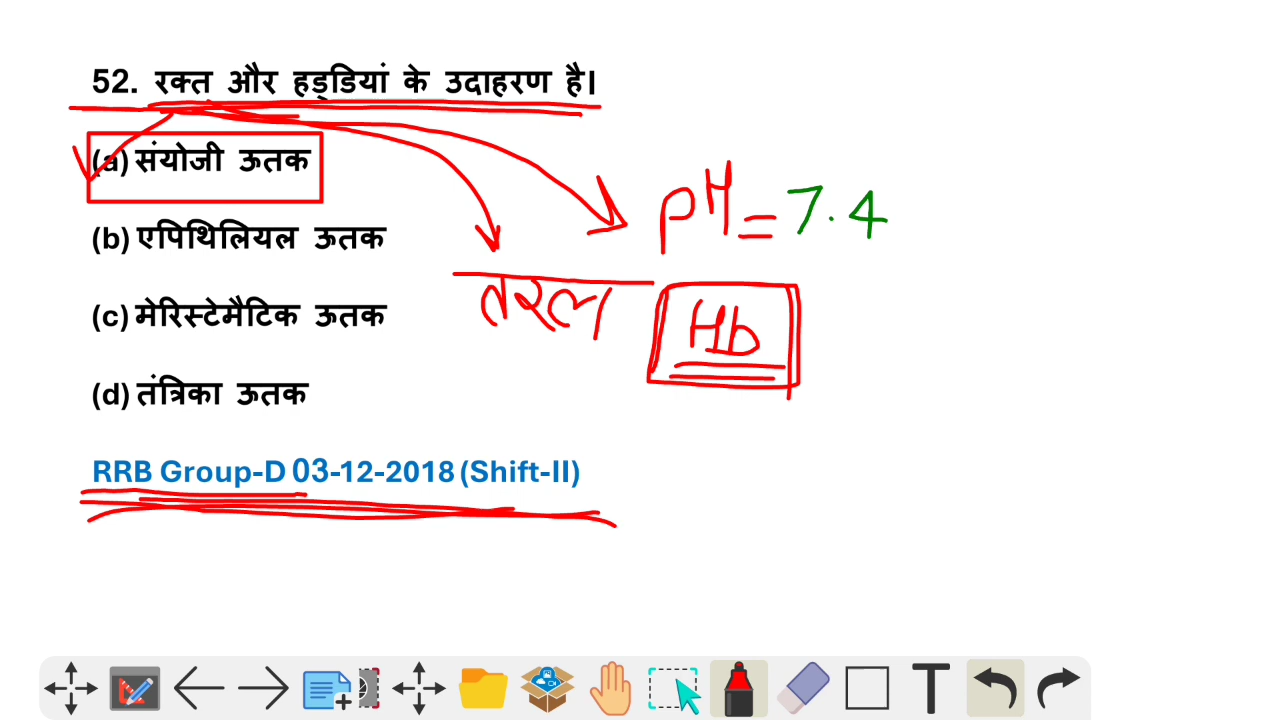 52. रक्त और हड्डियां के उदाहरण है।
(a) संयोजी ऊतक
(b) एपिथिलियल ऊतक
(c) मेरिस्टेमैटिक ऊतक
(d) तंत्रिका ऊतक
RRB Group-D 03-12-2018 (Shift-II)
pH = 7.4
तरल
Hb
T